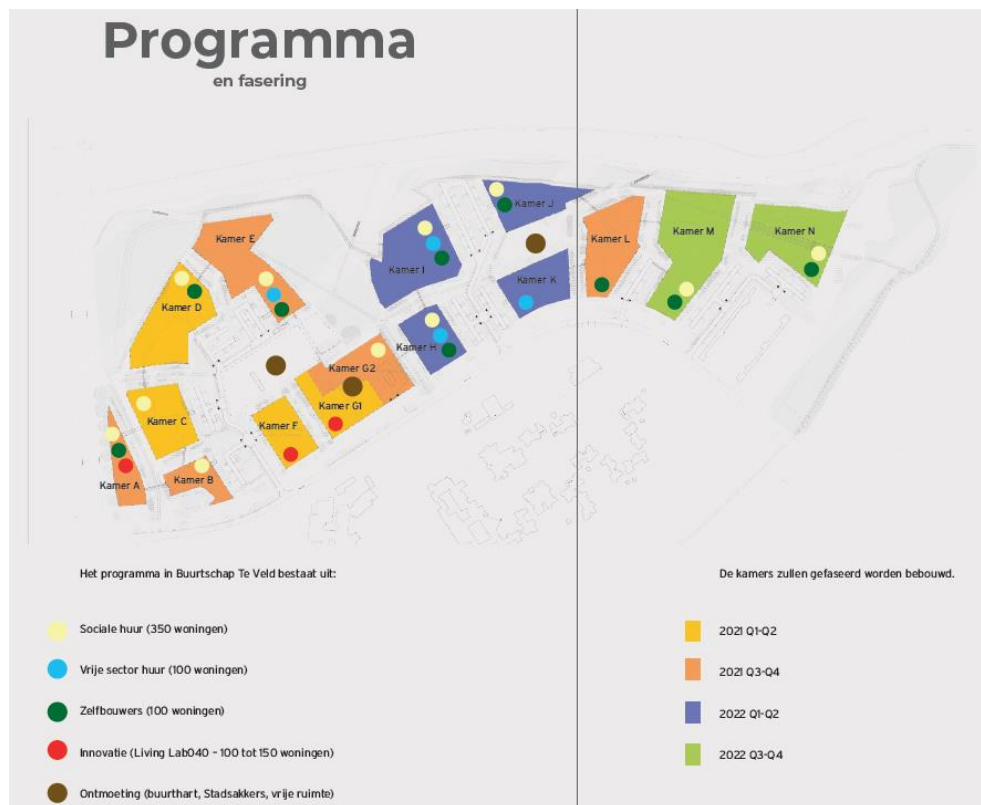 Programma
en fasering
Kamer J
Kamer E
Kamer L
Kamer M
Kamer N
Kamer I
Kamer K
Kamer D
Kamer H
Kamer G2
Kamer G1
Kamer C
Kamer F
Kamer B
Kamer A
Het programma in Buurtschap Te Veld bestaat uit:
Sociale huur (350 woningen)
Vrije sector huur (100 woningen)
Zelfbouwers (100 woningen)
Innovatie (Living Lab040 - 100 tot 150 woningen)
Ontmoeting (buurthart, Stadsakkers, vrije ruimte)
De kamers zullen gefaseerd worden bebouwd.
2021 Q1-Q2
2021 Q3-Q4
2022 Q1-Q2
2022 Q3-Q4